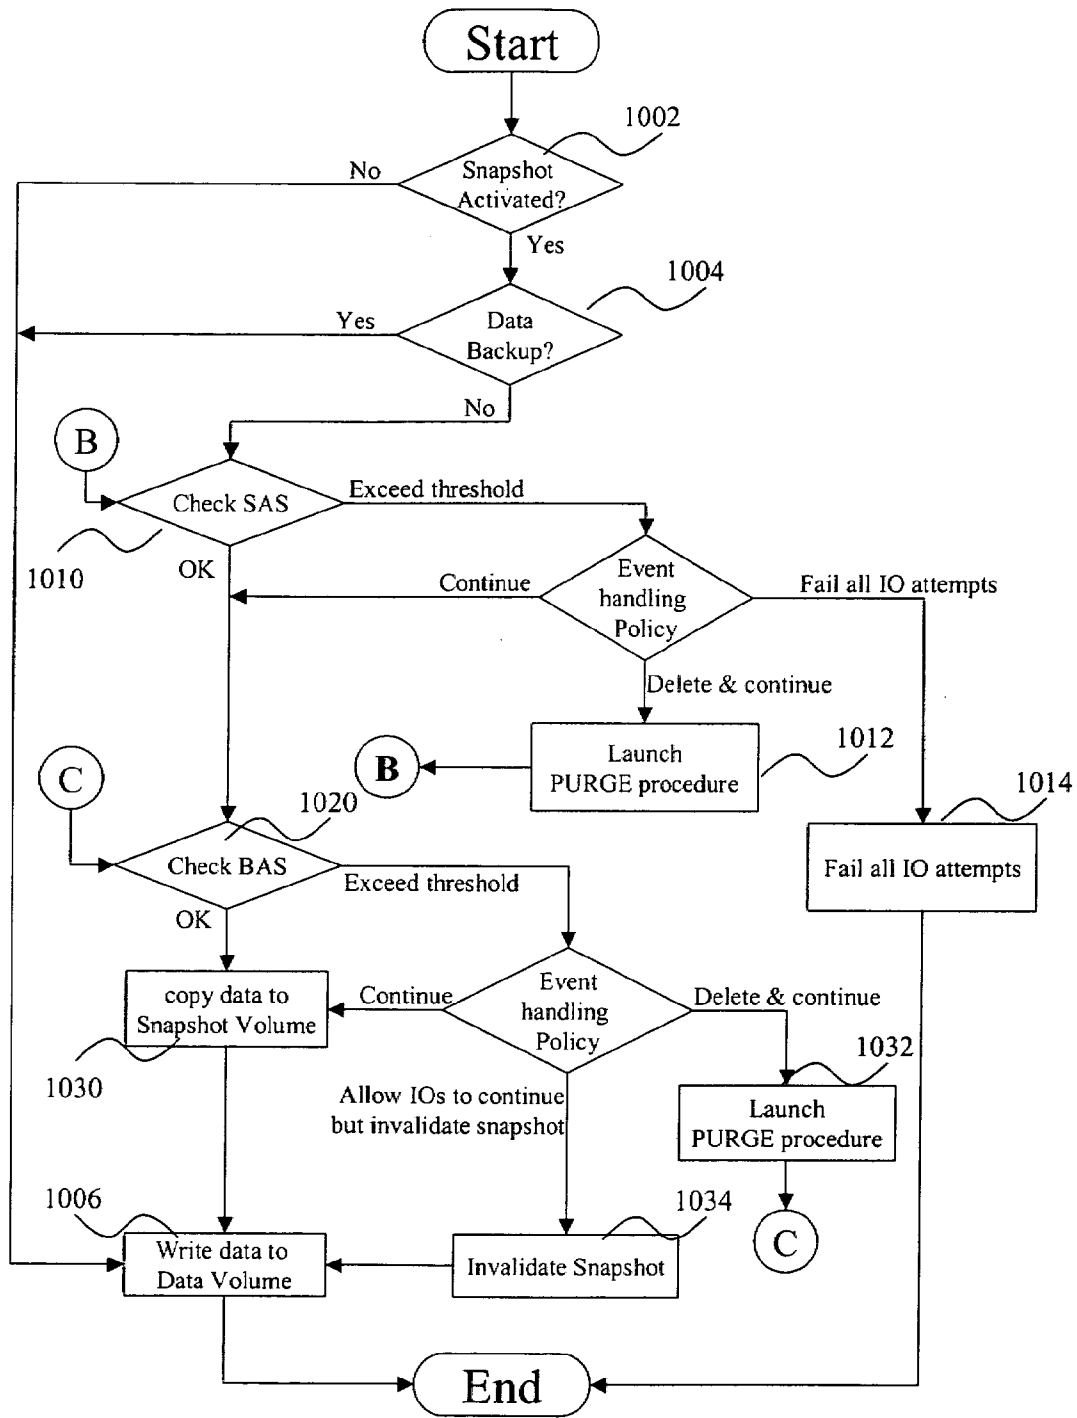 Start
1002
No
Snapshot
Activated?
Yes
1004
Yes
Data
Backup?
No
B
Check SAS
Exceed threshold
1010
OK
Continue
Event
handling
Policy
Fail all IO attempts
Delete & continue
B
Launch
PURGE procedure
1012
C
1014
1020
Check BAS
Exceed threshold
Fail all IO attempts
OK
copy data to
Snapshot Volume
Continue
Event
handling
Policy
Delete & continue
1030
1032
Allow IOs to continue
but invalidate snapshot
Launch
PURGE procedure
1006
1034
C
Write data to
Data Volume
Invalidate Snapshot
End